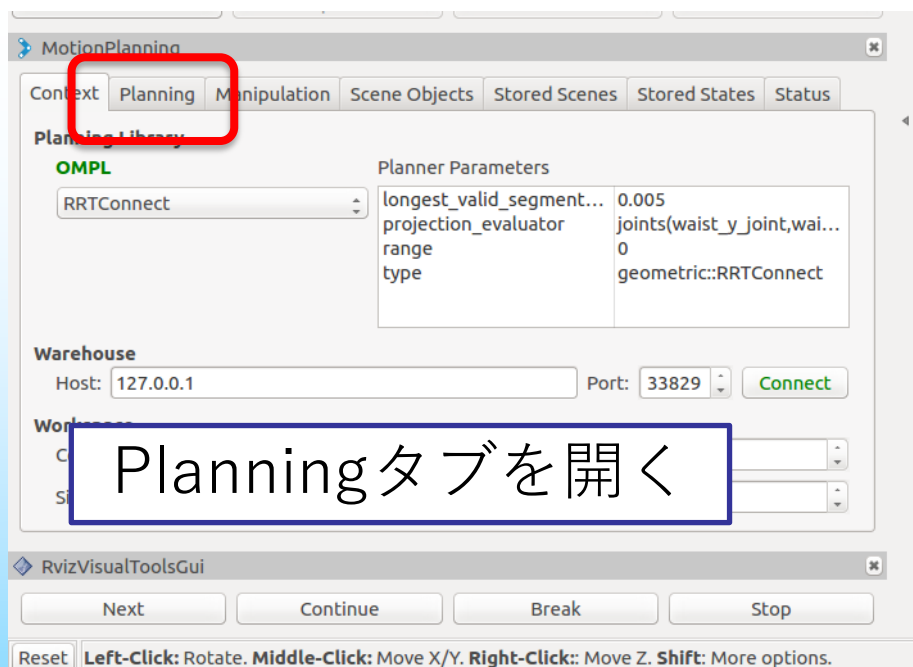 MotionPlanning
Context Planning Manipulation Scene Objects Stored Scenes Stored States Status
Planning Library
OMPL Planner Parameters
RRTConnect
longest_valid_segment... 0.005
projection_evaluator joints(waist_y_joint,wai...
range 0
type geometric::RRTConnect
Warehouse
Host: 127.0.0.1 Port: 33829 Connect
Workspace
Planningタブを開く
RvizVisualToolsGui
Next Continue Break Stop
Reset Left-Click: Rotate. Middle-Click: Move X/Y. Right-Click:: Move Z. Shift: More options.